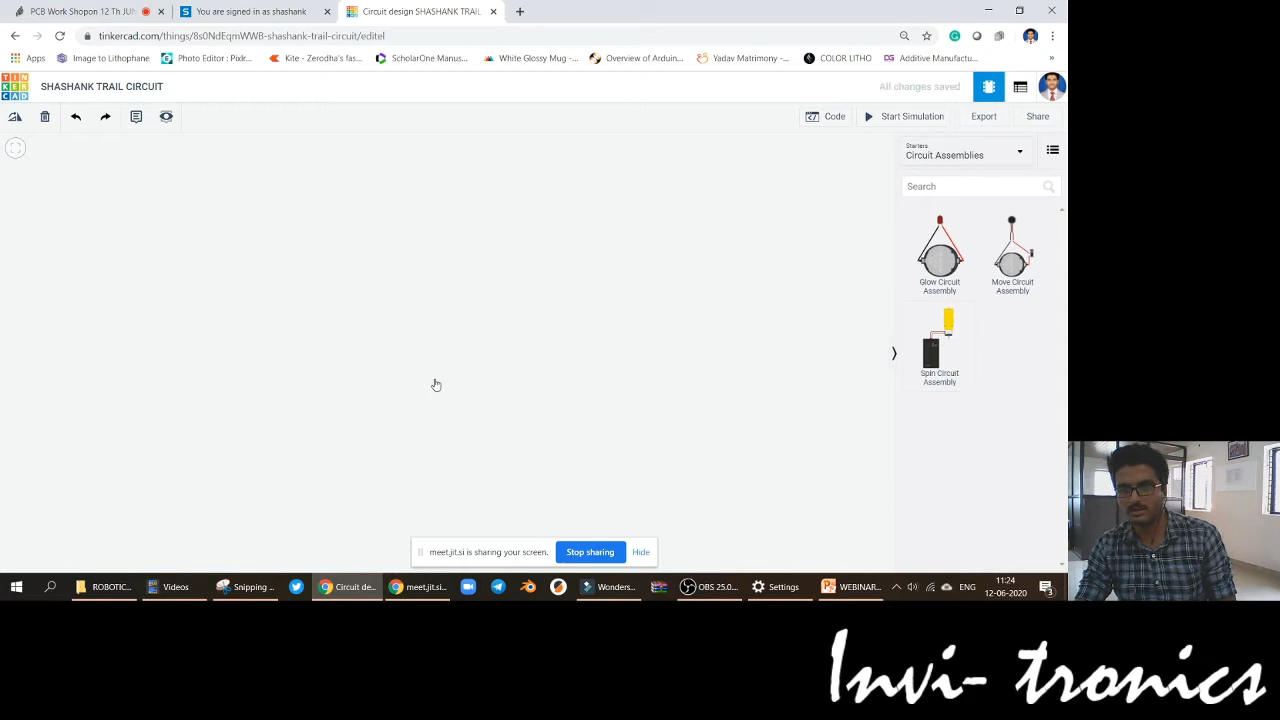 PCB Work Shopon 12 Th JUN
You are signed in as shashank
Circuit design SHASHANK TRAIL
tinkercad.com/things/8s0NdEqmWWB-shashank-trail-circuit/editel
Apps
Image to Lithophane
Photo Editor : Pixlr...
Kite - Zerodha's fas...
ScholarOne Manus...
White Glossy Mug -...
Overview of Arduin...
Yadav Matrimony -...
COLOR LITHO
Additive Manufactu...
»
TIN
KER
CAD
SHASHANK TRAIL CIRCUIT
All changes saved
Code
Start Simulation
Export
Share
Starters
Circuit Assemblies
Search
Glow Circuit
Assembly
Move Circuit
Assembly
Spin Circuit
Assembly
meet.jit.si is sharing your screen.
Stop sharing
Hide
ROBOTIC...
Videos
Snipping ...
Circuit de...
meet.jit.si...
Wonders...
OBS 25.0...
Settings
WEBINAR...
ENG
11:24
12-06-2020
3
Invi- tronics